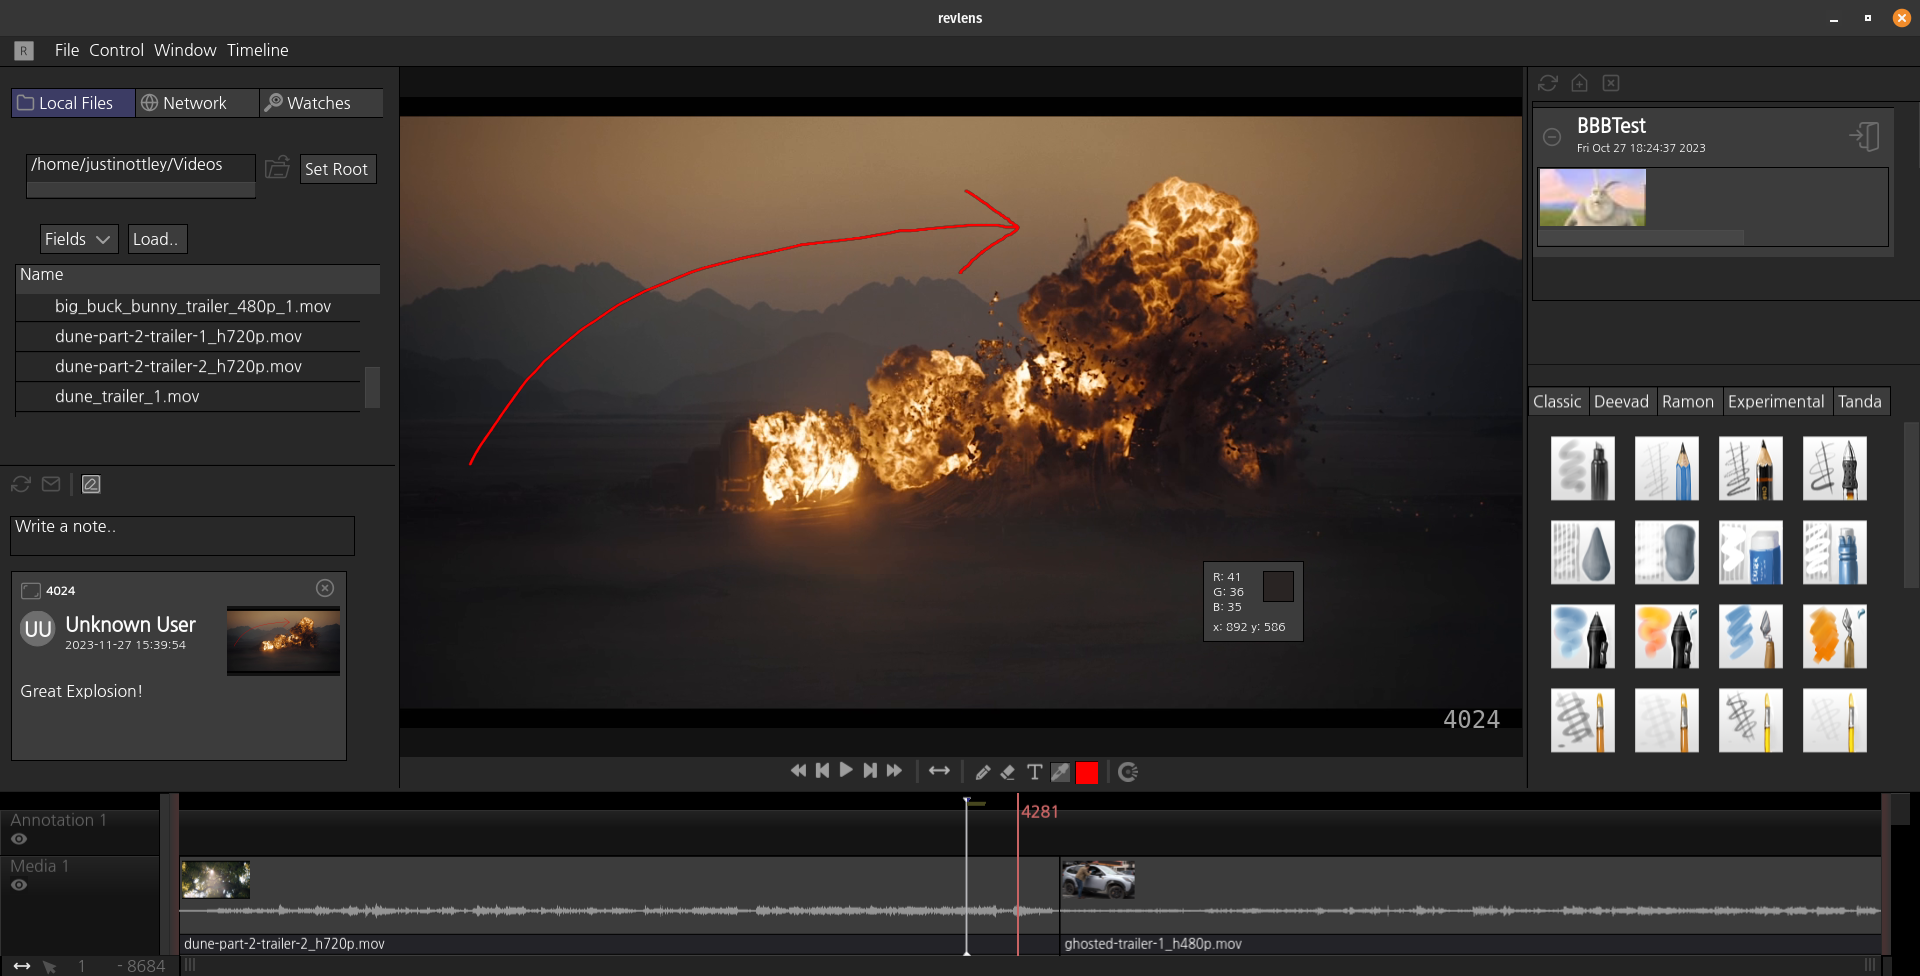 revlens
R File Control Window Timeline
Local Files Network Watches
/home/justinottley/Videos
Set Root
Fields Load..
Name
big_buck_bunny_trailer_480p_1.mov
dune-part-2-trailer-1_h720p.mov
dune-part-2-trailer-2_h720p.mov
dune_trailer_1.mov
Write a note..
4024
UU Unknown User
2023-11-27 15:39:54
Great Explosion!
R: 41
G: 36
B: 35
x: 892 y: 586
4024
T
BBBTest
Fri Oct 27 18:24:37 2023
Classic Deevad Ramon Experimental Tanda
4281
Annotation 1
Media 1
dune-part-2-trailer-2_h720p.mov
ghosted-trailer-1_h480p.mov
1 - 8684